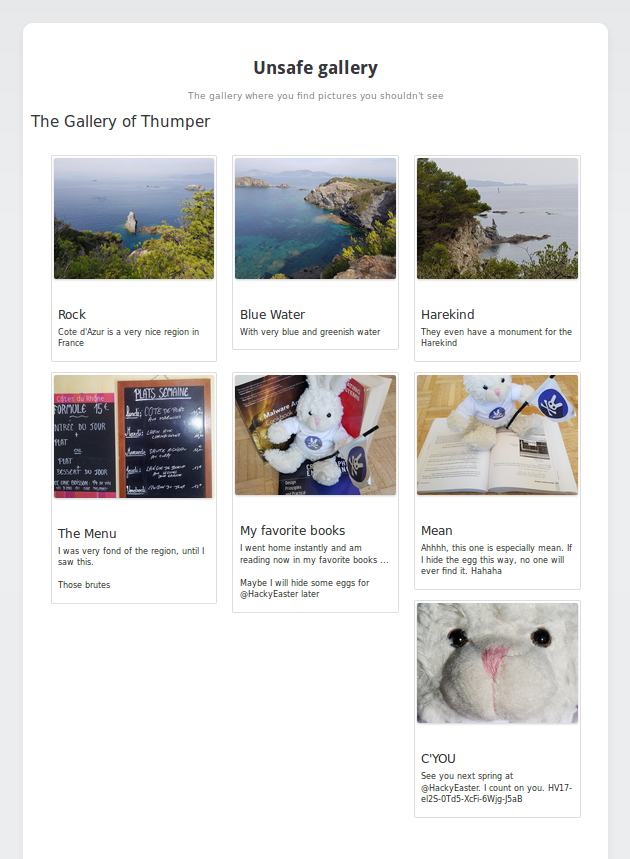 Unsafe gallery
The gallery where you find pictures you shouldn't see
The Gallery of Thumper
Rock
Cote d'Azur is a very nice region in
France
Blue Water
With very blue and greenish water
Harekind
They even have a monument for the
Harekind
Côtes du Rhône
FORMULE 15€
ENTRÉE DU JOUR
+
PLAT
OU
PLAT
+
DESSERT DU JOUR
PLATS SEMAINE
The Menu
I was very fond of the region, until I
saw this.
Those brutes
Malware
Cookbook
Design
Principles
and Practical
My favorite books
I went home instantly and am
reading now in my favorite books ...
Maybe I will hide some eggs for
@HackyEaster later
Mean
Ahhhh, this one is especially mean. If
I hide the egg this way, no one will
ever find it. Hahaha
C'YOU
See you next spring at
@HackyEaster. I count on you. HV17-
eI2S-0Td5-XcFi-6Wjg-J5aB